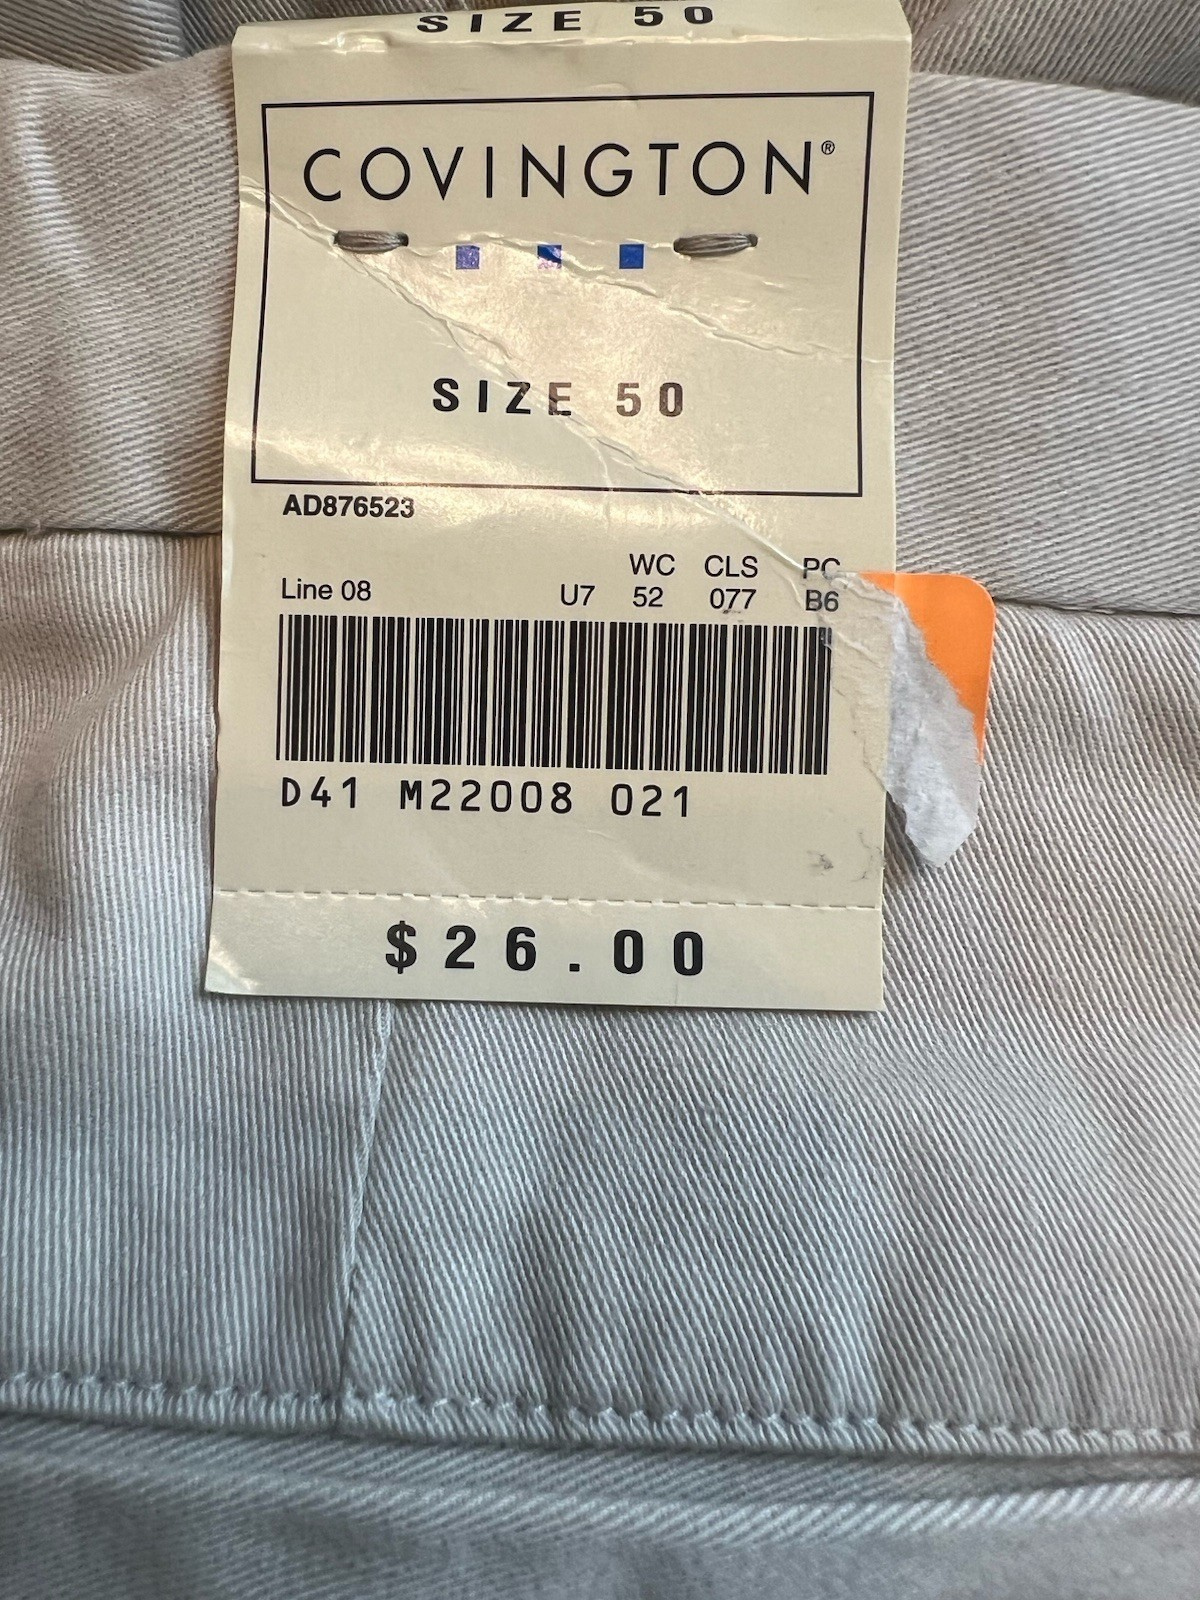 SIZE 50
COVINGTON®
SIZE 50
AD876523
WC CLS PC
Line 08 U7 52 077 B6
D41 M22008 021
$26.00